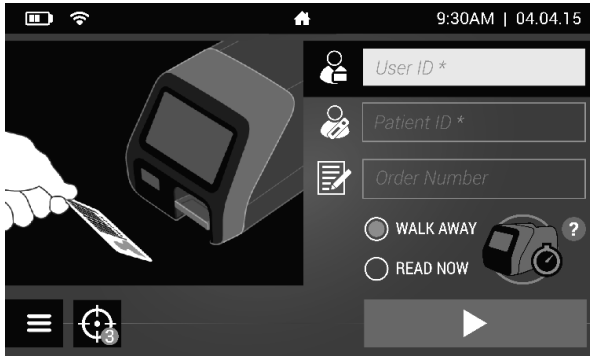 9:30AM | 04.04.15
User ID *
Patient ID *
Order Number
WALK AWAY
?
READ NOW
3